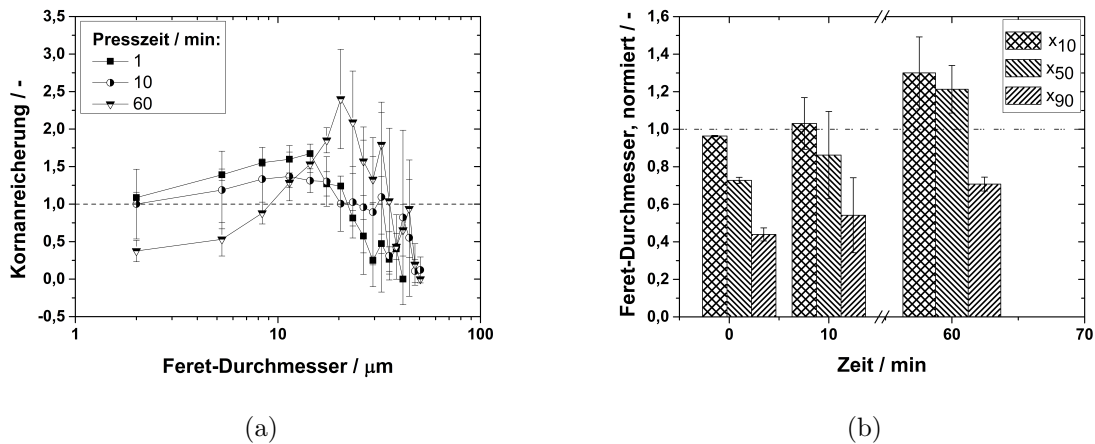 Presszeit / min:
1
10
60
3,5
3,0
2,5
2,0
1,5
1,0
0,5
0,0
-0,5
Kornanreicherung / -
1
10
100
Feret-Durchmesser / μm
(a)
x10
x50
x90
1,6
1,4
1,2
1,0
0,8
0,6
0,4
0,2
0,0
Feret-Durchmesser, normiert / -
0
10
60
70
Zeit / min
(b)